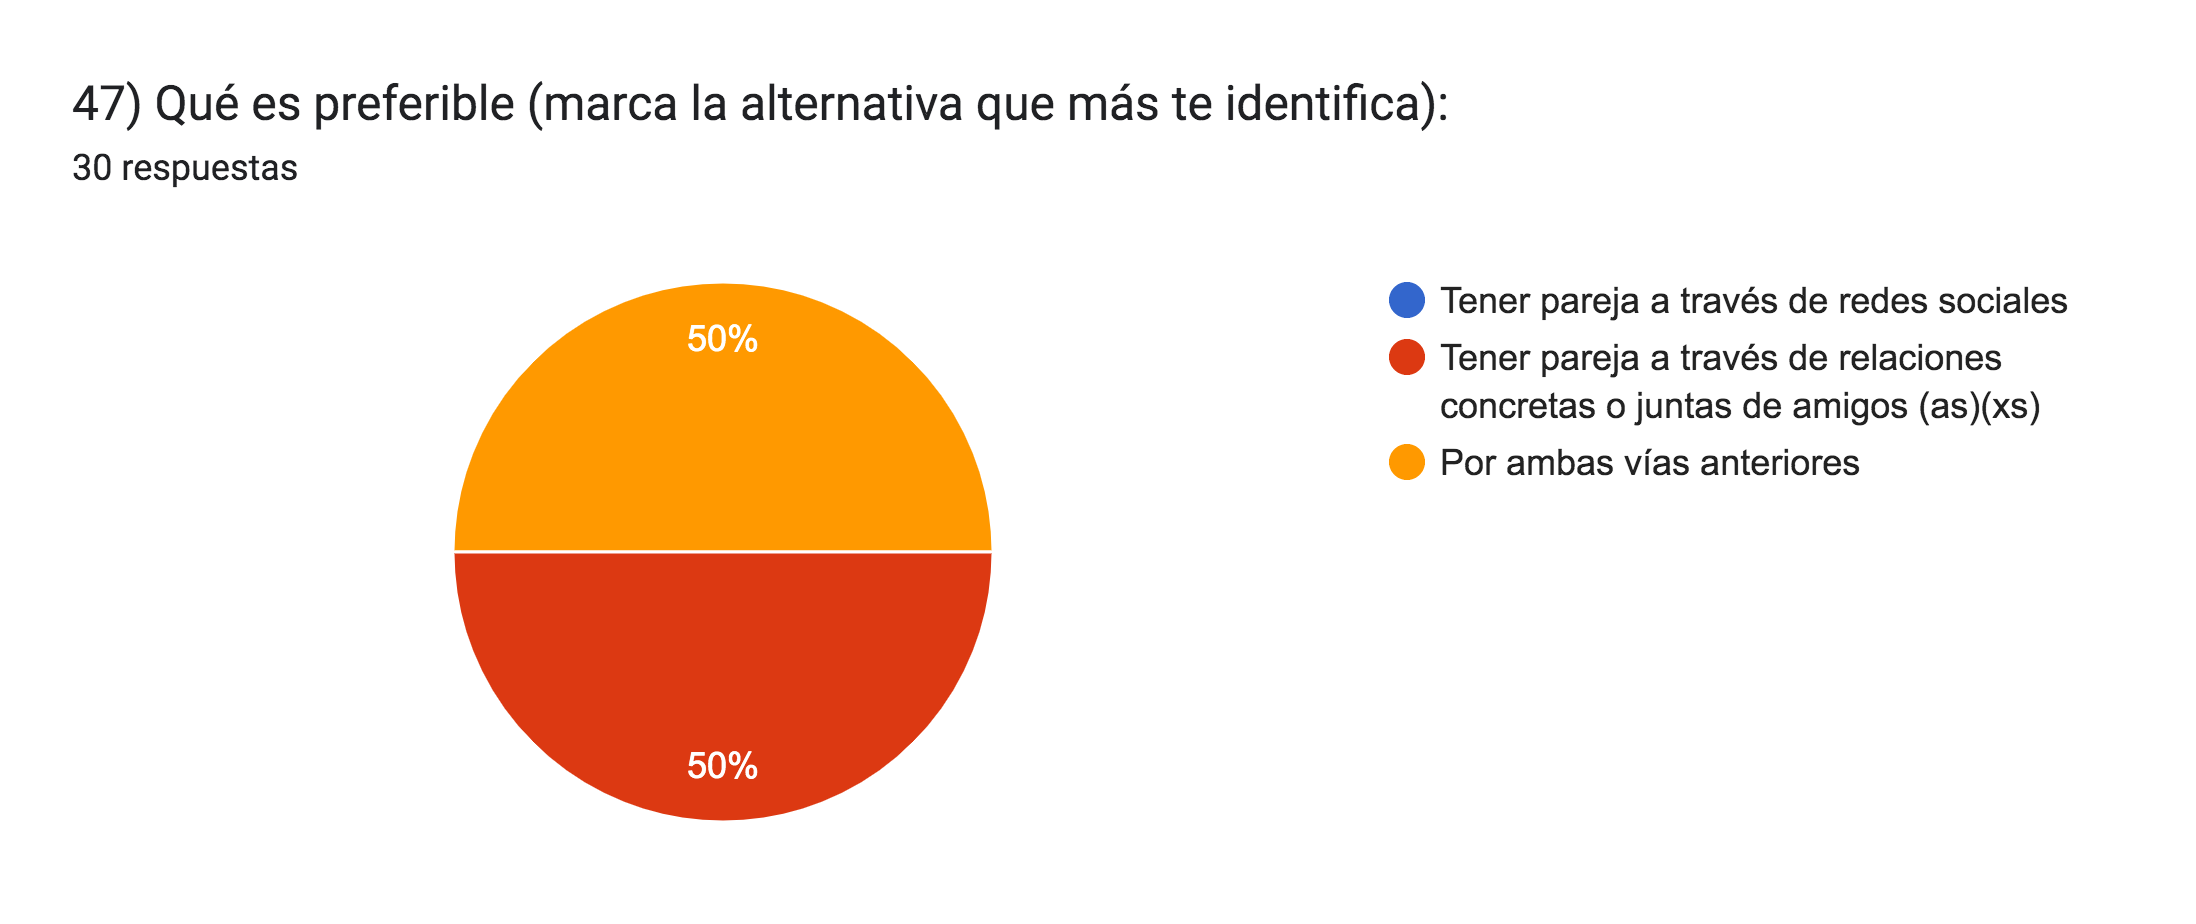 47) Qué es preferible (marca la alternativa que más te identifica):
30 respuestas
50%
50%
Tener pareja a través de redes sociales
Tener pareja a través de relaciones
concretas o juntas de amigos (as)(xs)
Por ambas vías anteriores